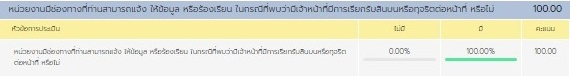 หน่วยงานมีช่องทางที่ท่านสามารถแจ้ง ให้ข้อมูล หรือร้องเรียน ในกรณีที่พบว่ามีเจ้าหน้าที่มีการเรียกรับสินบนหรือทุจริตต่อหน้าที่ หรือไม่ 100.00
หัวข้อการประเมิน ไม่มี มี คะแนน
หน่วยงานมีช่องทางที่ท่านสามารถแจ้ง ให้ข้อมูล หรือร้องเรียน ในกรณีที่พบว่ามีเจ้าหน้าที่มีการเรียกรับสินบนหรือทุจริต 0.00% 100.00% 100.00
ต่อหน้าที่ หรือไม่